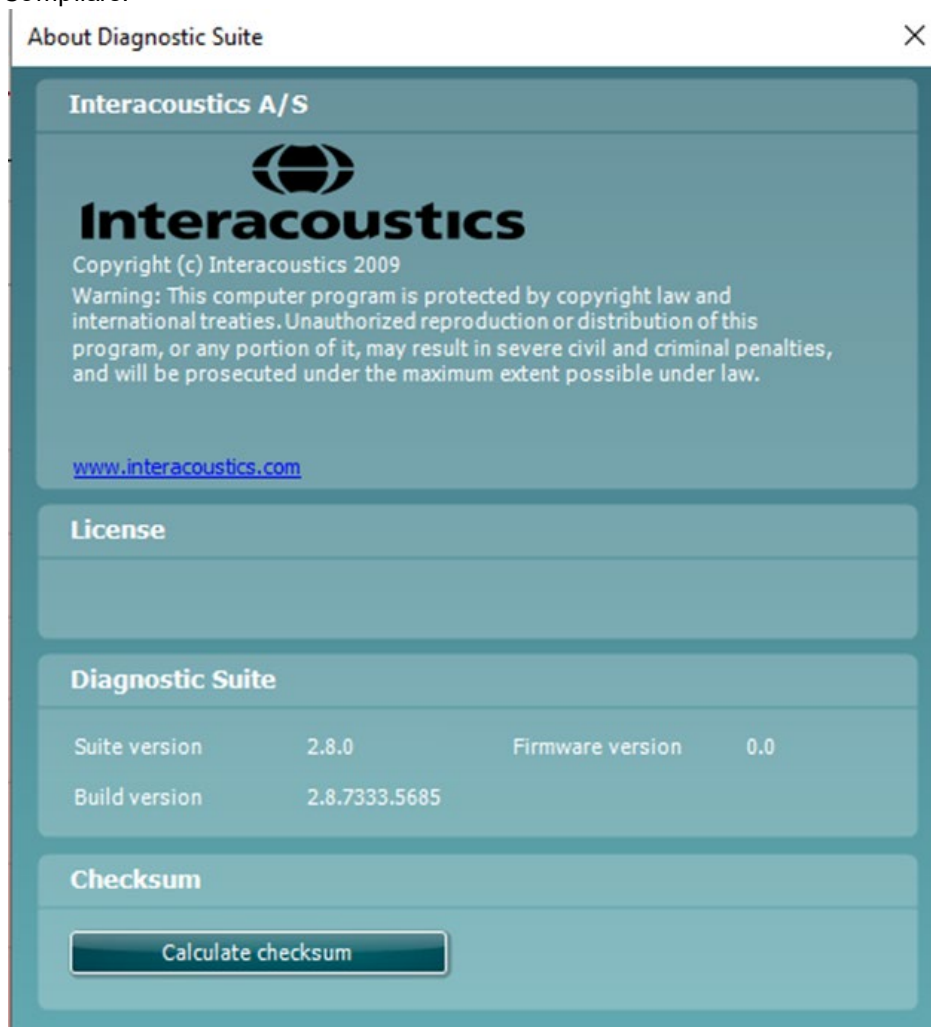 About Diagnostic Suite
Interacoustics A/S
Interacoustics
Copyright (c) Interacoustics 2009
Warning: This computer program is protected by copyright law and
international treaties. Unauthorized reproduction or distribution of this
program, or any portion of it, may result in severe civil and criminal penalties,
and will be prosecuted under the maximum extent possible under law.
www.interacoustics.com
License
Diagnostic Suite
Suite version 2.8.0 Firmware version 0.0
Build version 2.8.7333.5685
Checksum
Calculate checksum